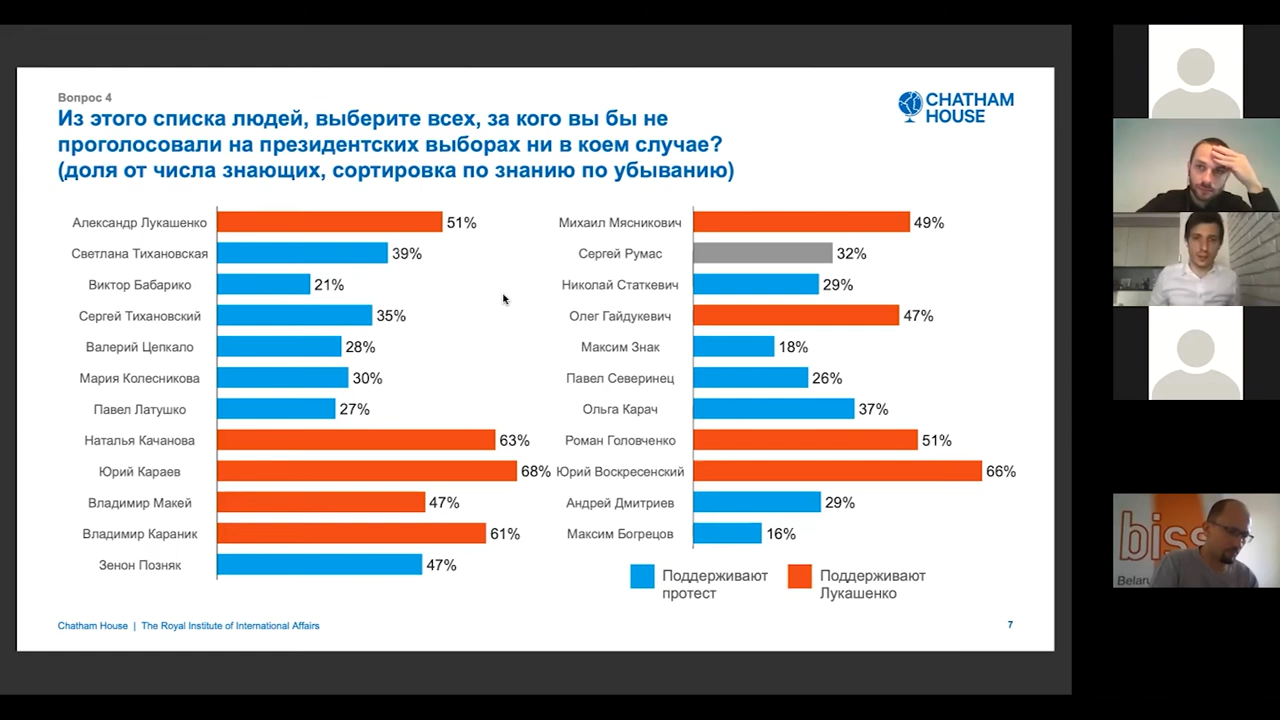 Вопрос 4
Из этого списка людей, выберите всех, за кого вы бы не
проголосовали на президентских выборах ни в коем случае?
(доля от числа знающих, сортировка по знанию по убыванию)
CHATHAM
HOUSE
Александр Лукашенко 51%
Светлана Тихановская 39%
Виктор Бабарико 21%
Сергей Тихановский 35%
Валерий Цепкало 28%
Мария Колесникова 30%
Павел Латушко 27%
Наталья Качанова 63%
Юрий Караев 68%
Владимир Макей 47%
Владимир Караник 61%
Зенон Позняк 47%
Михаил Мясникович 49%
Сергей Румас 32%
Николай Статкевич 29%
Олег Гайдукевич 47%
Максим Знак 18%
Павел Северинец 26%
Ольга Карач 37%
Роман Головченко 51%
Юрий Воскресенский 66%
Андрей Дмитриев 29%
Максим Богрецов 16%
Поддерживают
протест
Поддерживают
Лукашенко
Chatham House | The Royal Institute of International Affairs
7
biss
Belaru